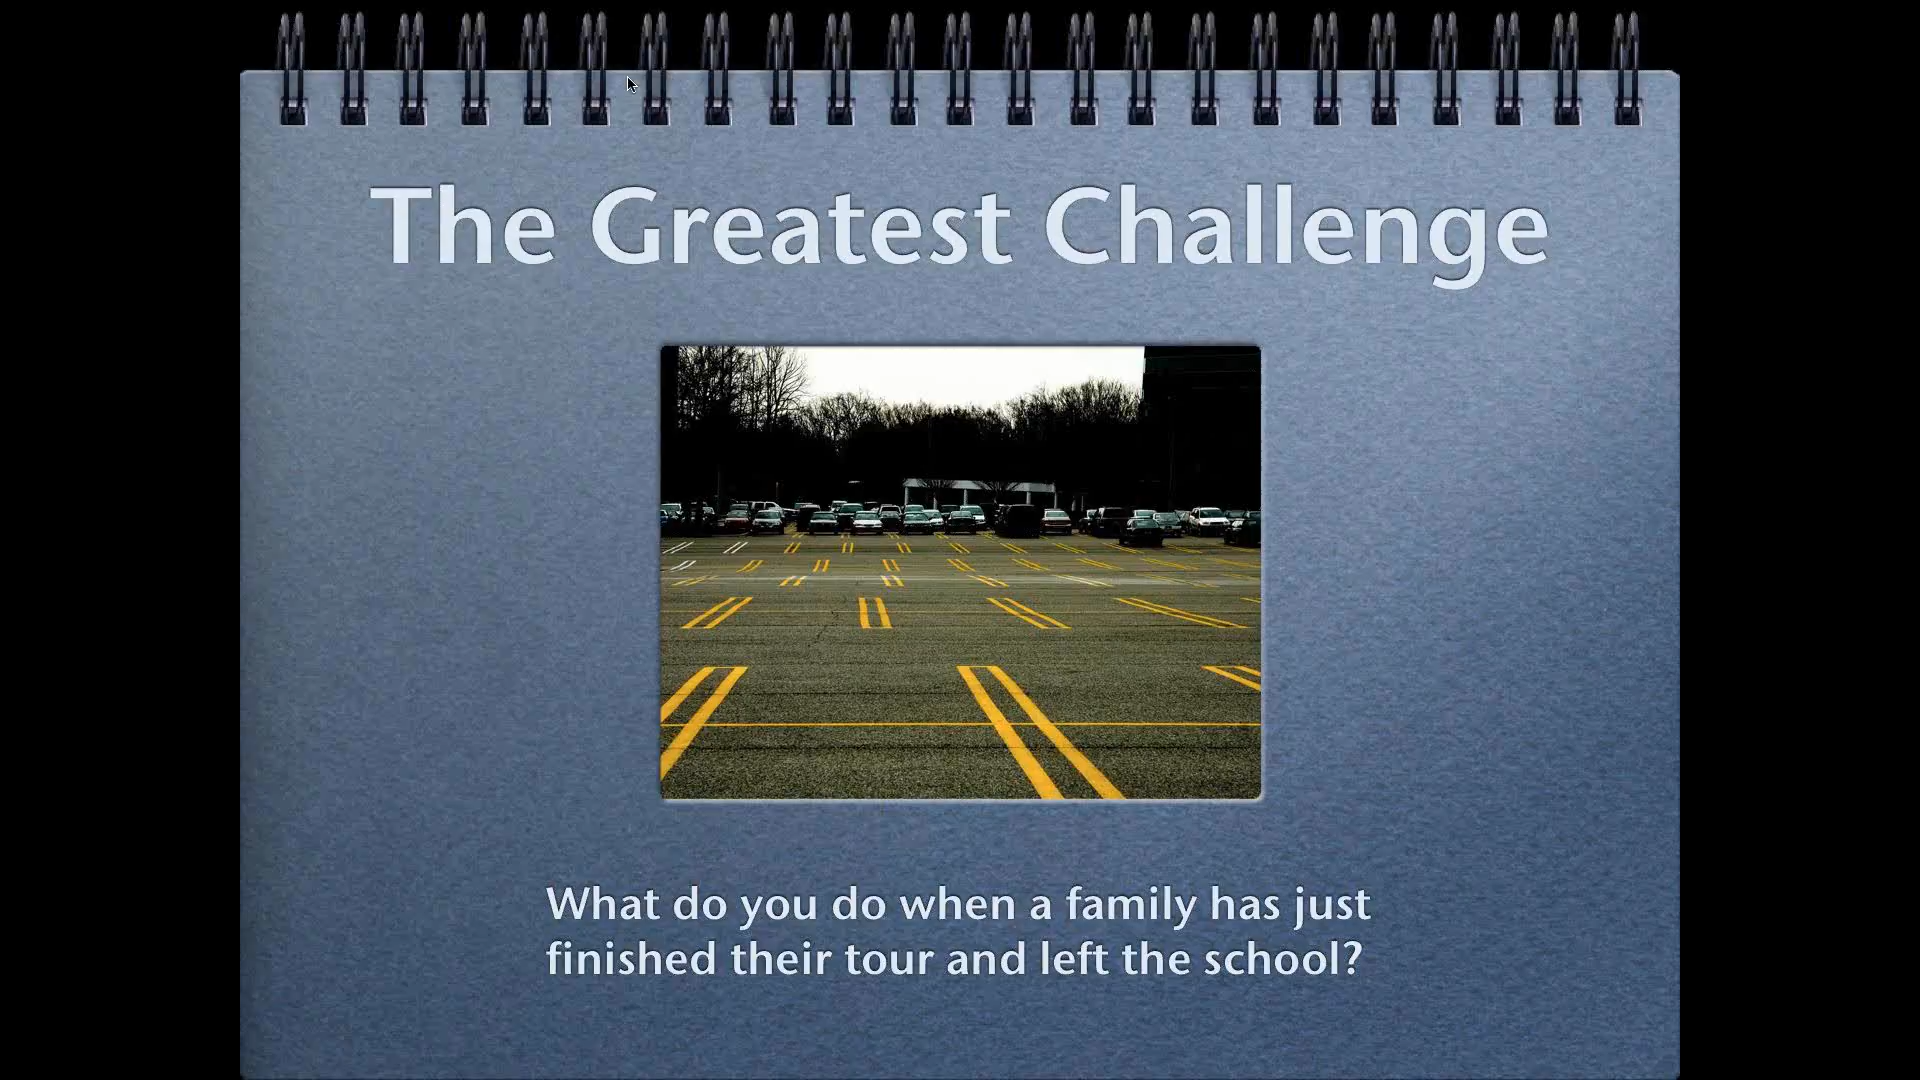 The Greatest Challenge
What do you do when a family has just
finished their tour and left the school?